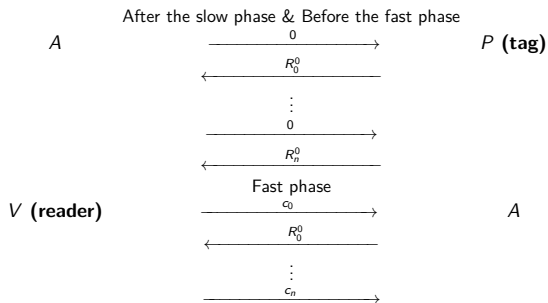 After the slow phase & Before the fast phase
A 0 P (tag)
R_0^0
⋮
0
R_n^0
Fast phase
V (reader) c_0 A
R_0^0
⋮
c_n